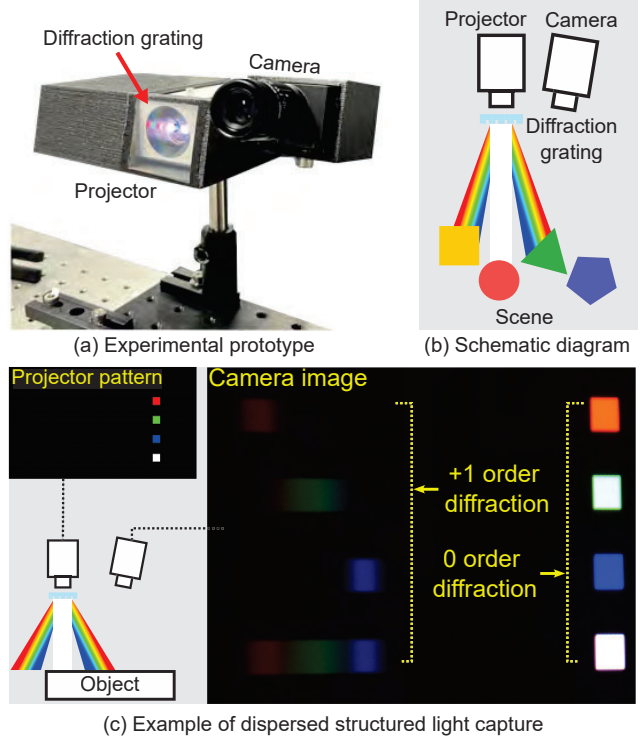 Diffraction grating
Camera
Projector
(a) Experimental prototype
Projector
Camera
Diffraction
grating
Scene
(b) Schematic diagram
Projector pattern
Camera image
+1 order
diffraction
0 order
diffraction
Object
(c) Example of dispersed structured light capture